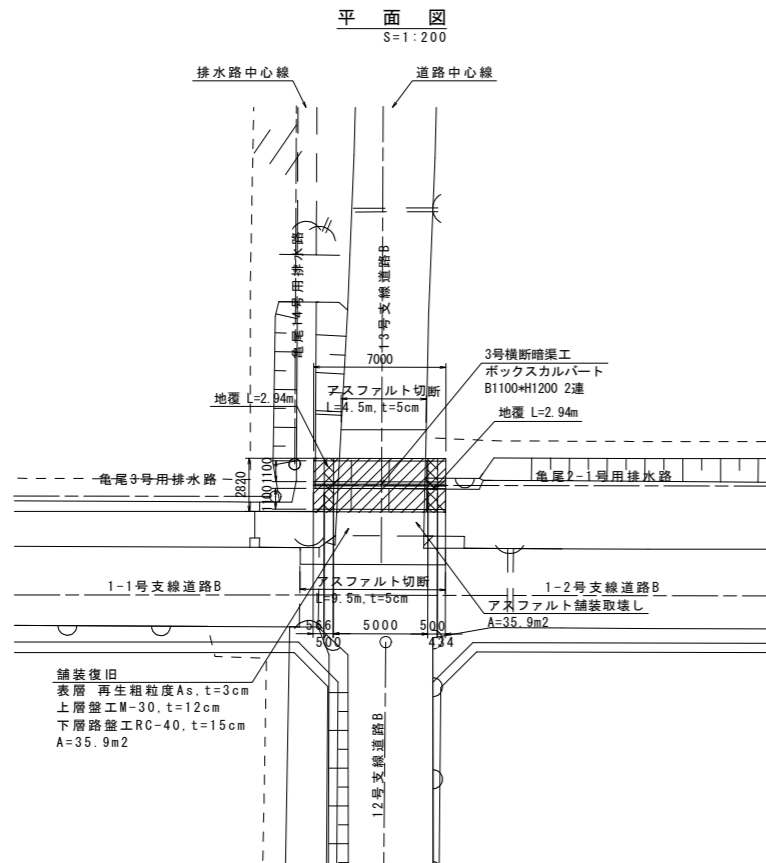 平面図
S=1:200
排水路中心線
道路中心線
亀尾14号用排水路
13号支線道路B
7000
3号横断暗渠工
ボックスカルバート
B1100*H1200 2連
アスファルト切断
L=4.5m,t=5cm
地覆 L=2.94m
地覆 L=2.94m
亀尾3号用排水路
2820
1100
1100
亀尾2-1号用排水路
1-1号支線道路B
アスファルト切断
L=9.5m,t=5cm
1-2号支線道路B
アスファルト舗装取壊し
A=35.9m2
566
5000
500
500
434
舗装復旧
表層 再生粗粒度As,t=3cm
上層盤工M-30,t=12cm
下層路盤工RC-40,t=15cm
A=35.9m2
12号支線道路B